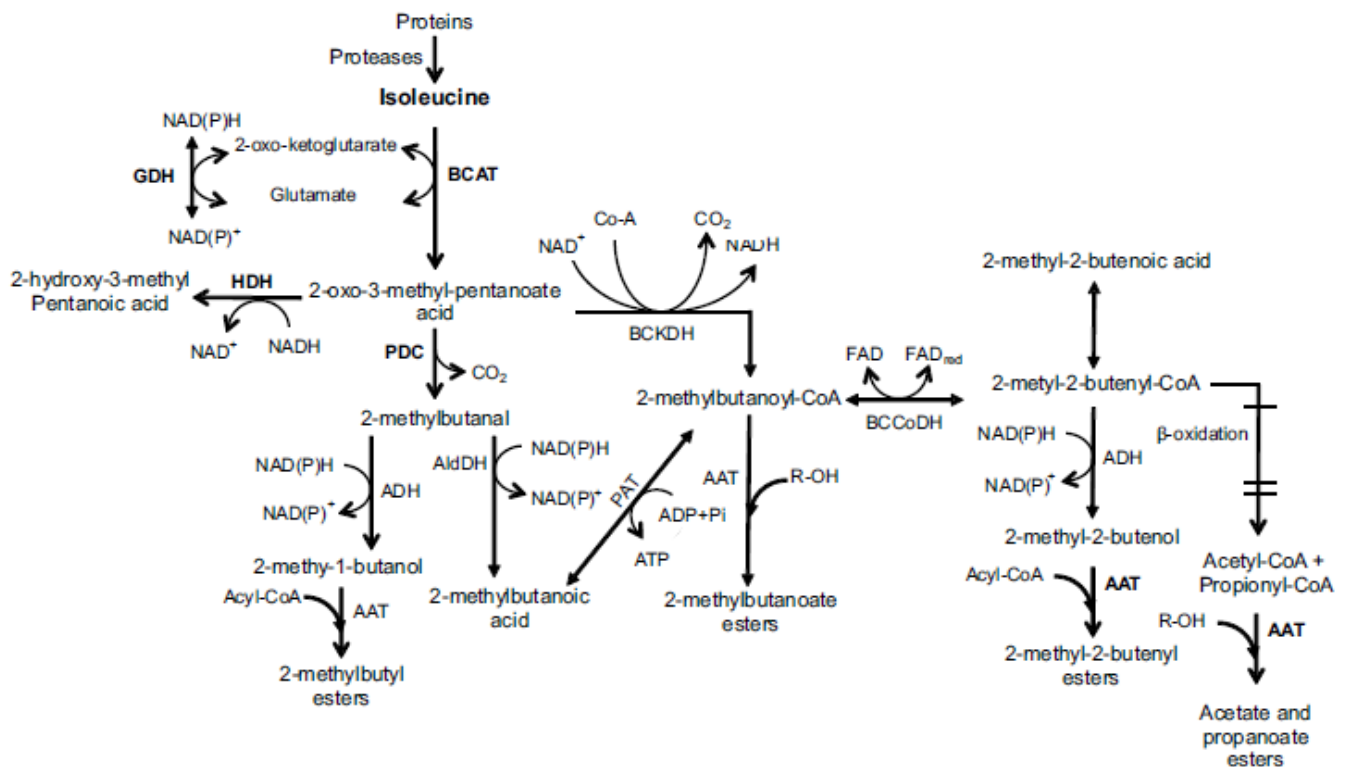 Proteins
Proteases
Isoleucine
NAD(P)H
2-oxo-ketoglutarate
GDH
BCAT
Glutamate
NAD(P)+
Co-A
CO2
NAD+
NADH
2-methyl-2-butenoic acid
2-hydroxy-3-methyl
Pentanoic acid
HDH
2-oxo-3-methyl-pentanoate
acid
BCKDH
NAD+
NADH
PDC
CO2
FAD
FADred
2-methylbutanal
2-methylbutanoyl-CoA
BCCoDH
2-metyl-2-butenyl-CoA
NAD(P)H
ADH
NAD(P)+
AldDH
NAD(P)H
NAD(P)+
PAT
ADP+Pi
ATP
AAT
R-OH
NAD(P)H
ADH
NAD(P)+
β-oxidation
2-methy-1-butanol
2-methylbutanoic
acid
2-methylbutanoate
esters
2-methyl-2-butenol
Acetyl-CoA +
Propionyl-CoA
Acyl-CoA
AAT
2-methylbutyl
esters
Acyl-CoA
AAT
2-methyl-2-butenyl
esters
R-OH
AAT
Acetate and
propanoate
esters